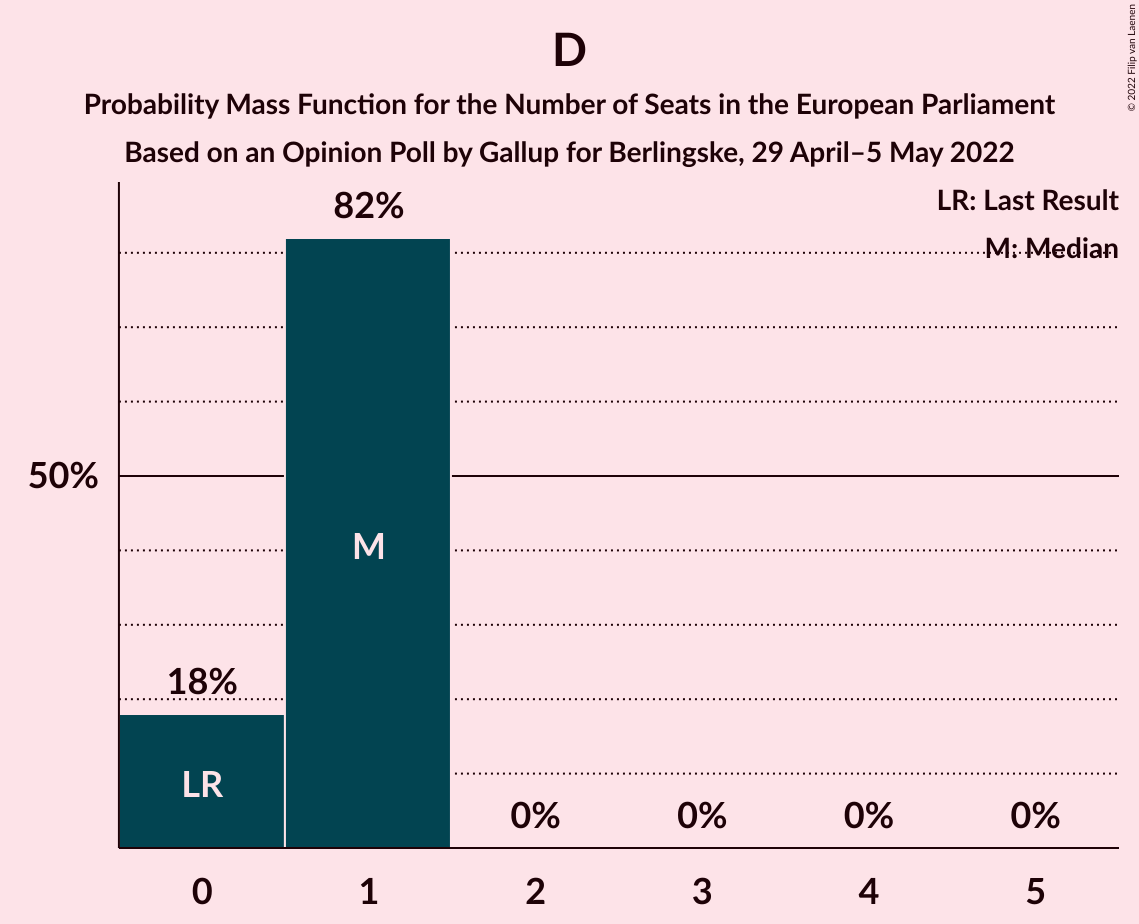 D
Probability Mass Function for the Number of Seats in the European Parliament
Based on an Opinion Poll by Gallup for Berlingske, 29 April–5 May 2022
© 2022 Filip van Laenen
LR: Last Result
M: Median
82%
50%
M
18%
LR
0% 0% 0% 0%
0 1 2 3 4 5